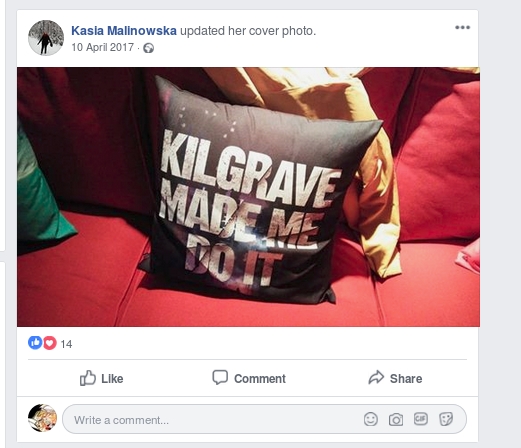 Kasia Malinowska updated her cover photo.
10 April 2017 ·
KILGRAVE
MADE ME
DO IT
14
Like Comment Share
Write a comment...
GIF